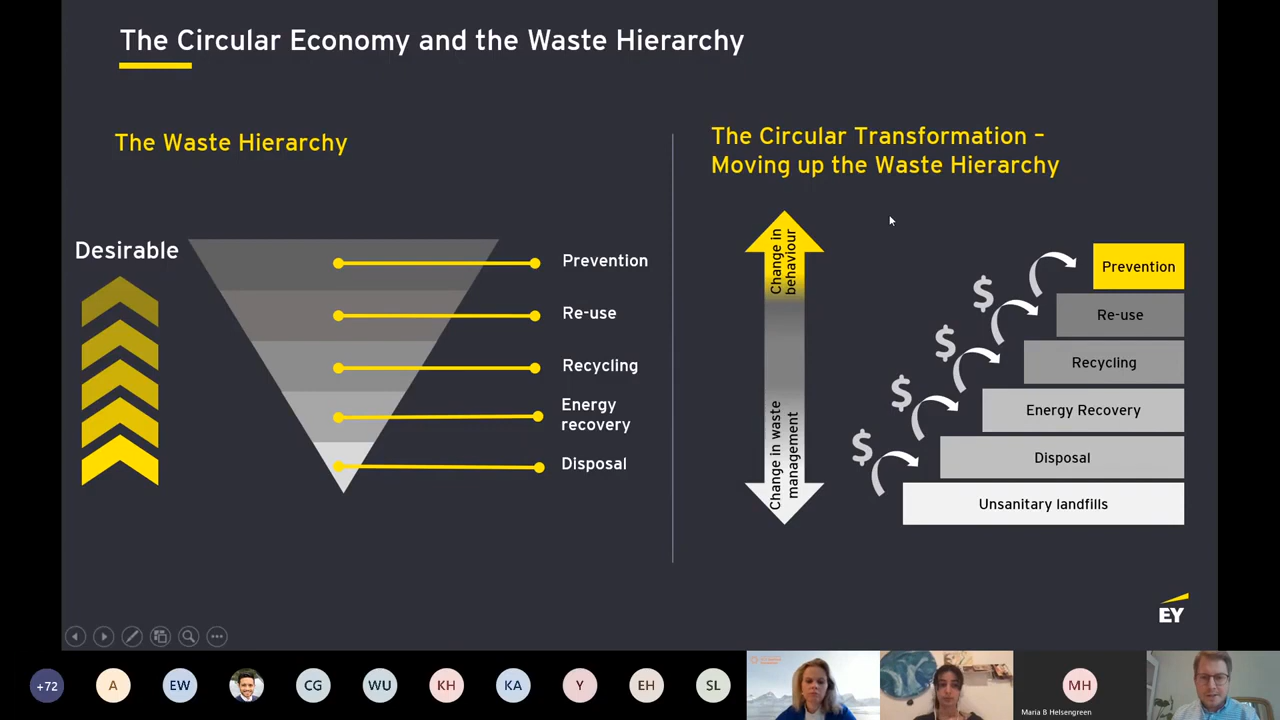 The Circular Economy and the Waste Hierarchy
The Waste Hierarchy
Desirable
Prevention
Re-use
Recycling
Energy
recovery
Disposal
The Circular Transformation –
Moving up the Waste Hierarchy
Change in
behaviour
Change in waste
management
$
$
$
$
Prevention
Re-use
Recycling
Energy Recovery
Disposal
Unsanitary landfills
EY
+72
A
EW
CG
WU
KH
KA
Y
EH
SL
MH
Maria B Helsengreen